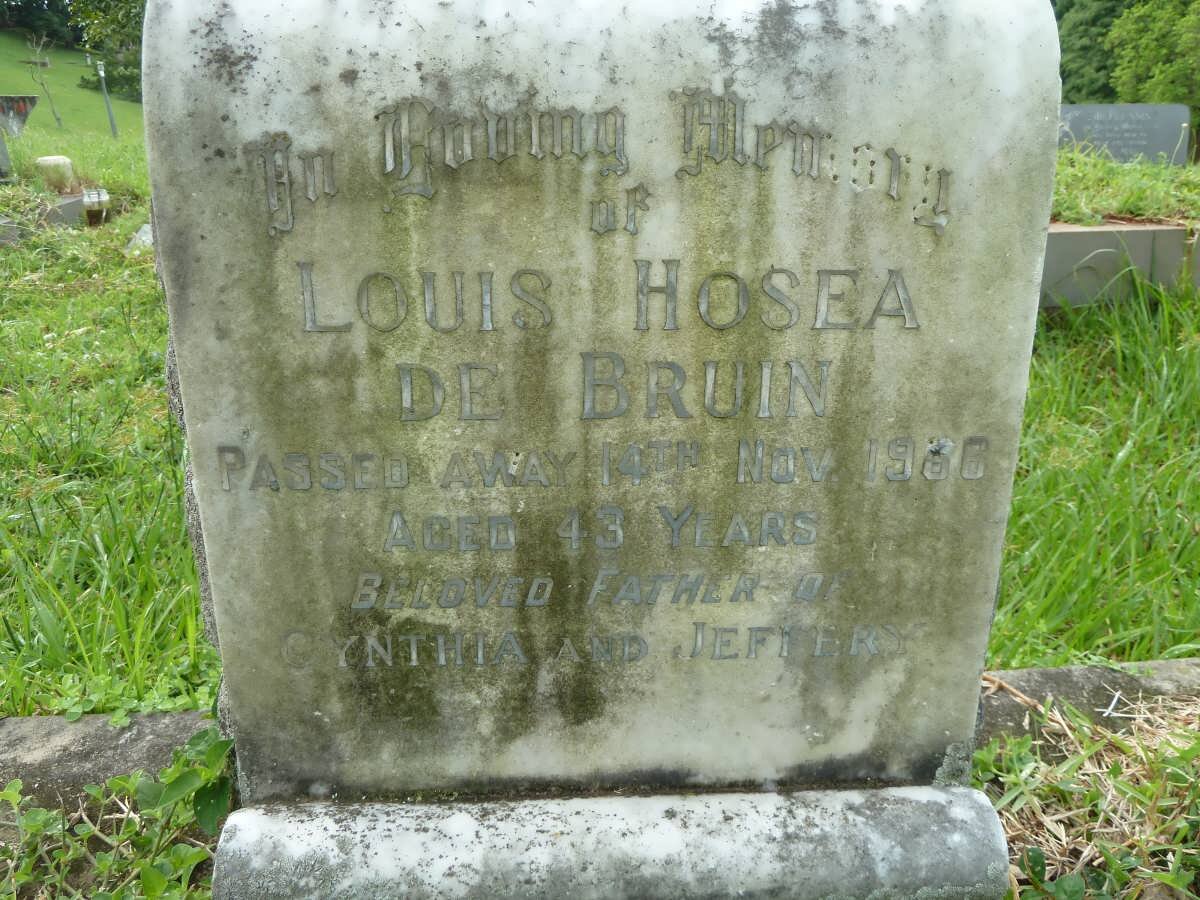 In Loving Memory
of
LOUIS HOSEA
DE BRUIN
PASSED AWAY 14TH NOV. 1966
AGED 43 YEARS
BELOVED FATHER OF
CYNTHIA AND JEFFERY